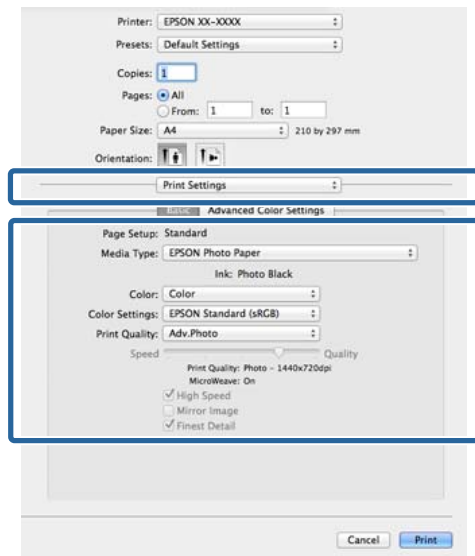 Printer: EPSON XX-XXXX
Presets: Default Settings
Copies: 1
Pages: All
From: 1 to: 1
Paper Size: A4 210 by 297 mm
Orientation:
Print Settings
Basic Advanced Color Settings
Page Setup: Standard
Media Type: EPSON Photo Paper
Ink: Photo Black
Color: Color
Color Settings: EPSON Standard (sRGB)
Print Quality: Adv.Photo
Speed Quality
Print Quality: Photo - 1440x720dpi
MicroWeave: On
High Speed
Mirror Image
Finest Detail
Cancel Print